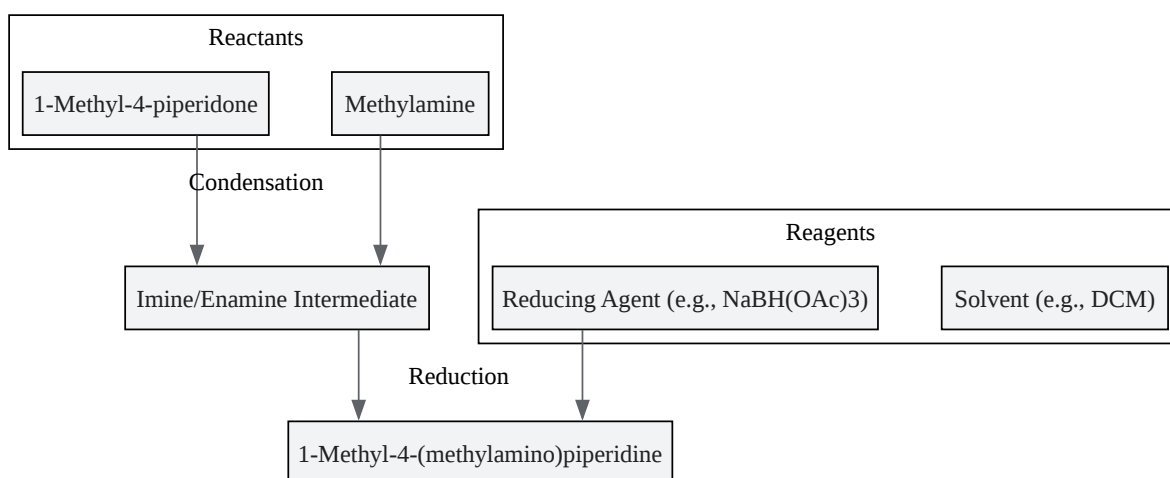 Reactants
1-Methyl-4-piperidone
Methylamine
Condensation
Reagents
Imine/Enamine Intermediate
Reducing Agent (e.g., NaBH(OAc)3)
Solvent (e.g., DCM)
Reduction
1-Methyl-4-(methylamino)piperidine